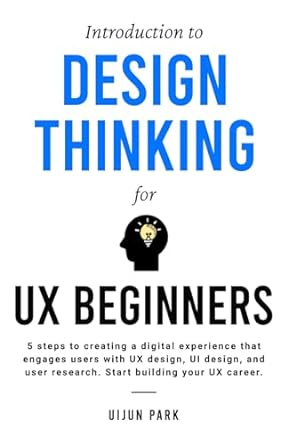 Introduction to
DESIGN
THINKING
for
UX BEGINNERS
5 steps to creating a digital experience that
engages users with UX design, UI design, and
user research. Start building your UX career.
UIJUN PARK